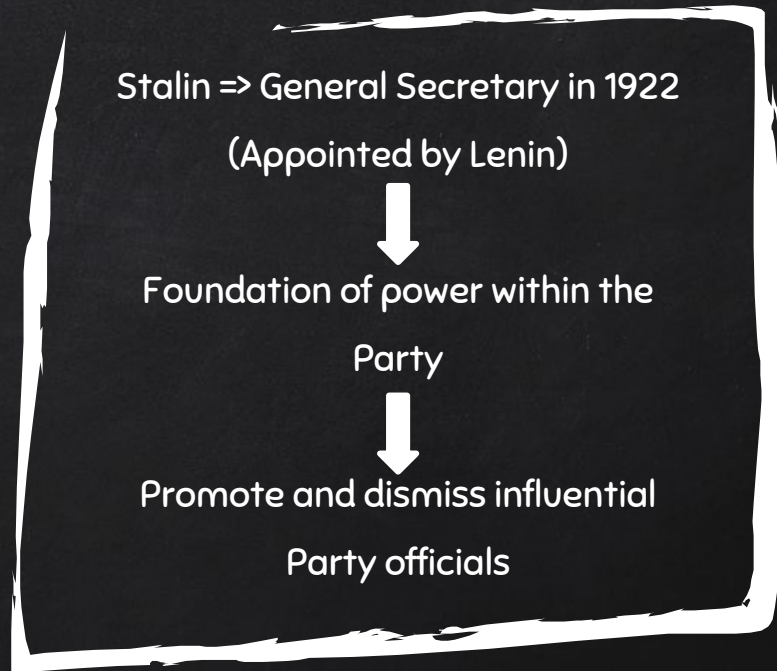 Stalin => General Secretary in 1922
(Appointed by Lenin)
Foundation of power within the
Party
Promote and dismiss influential
Party officials